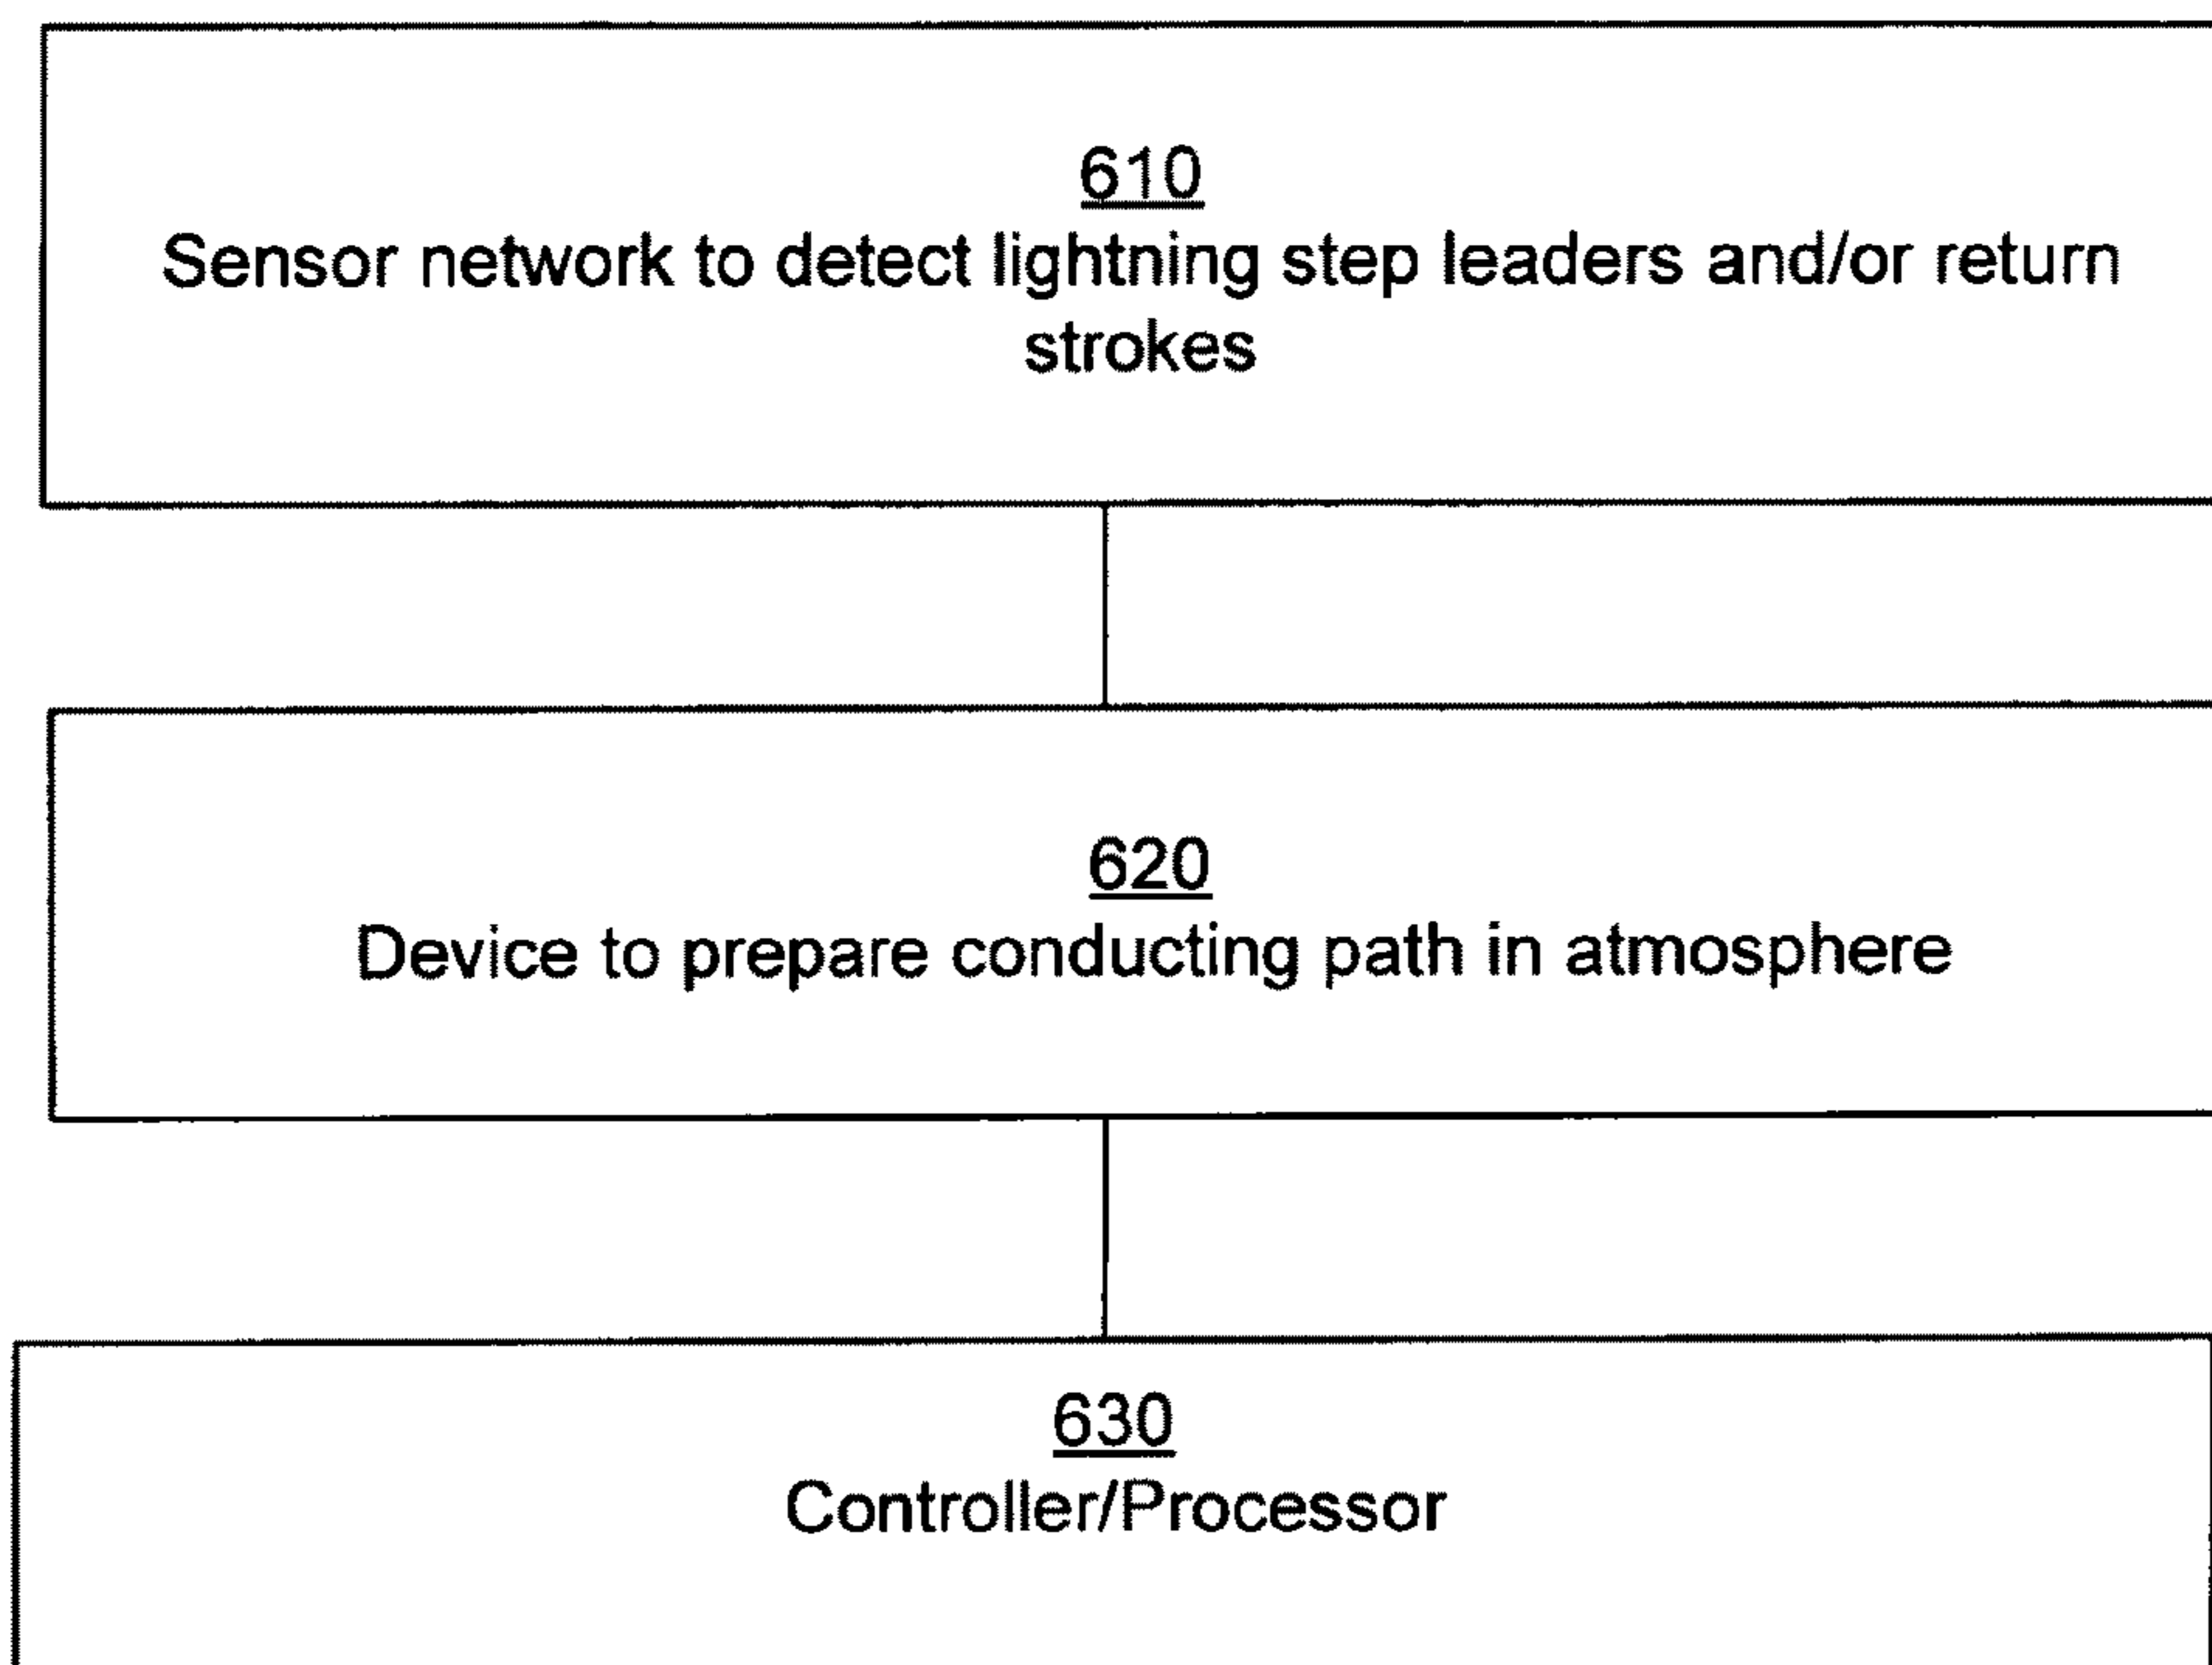 610
Sensor network to detect lightning step leaders and/or return
strokes
620
Device to prepare conducting path in atmosphere
630
Controller/Processor